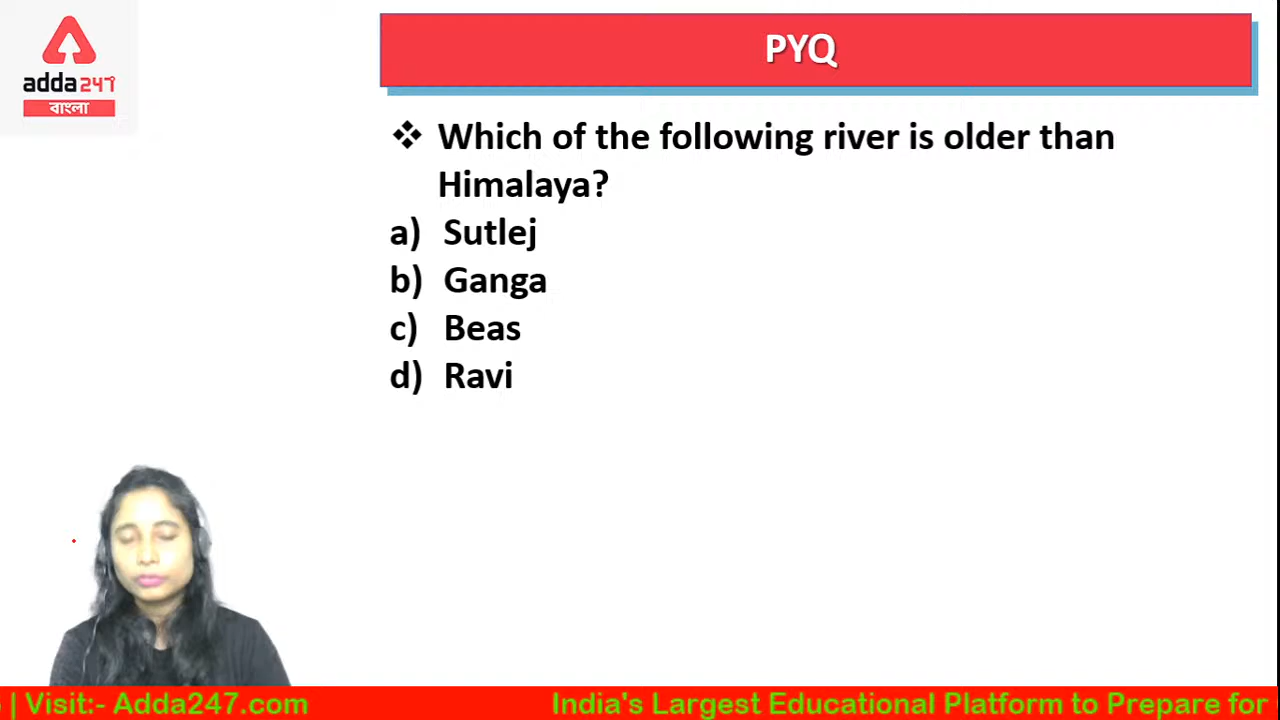 adda247
বাংলা
PYQ
❖ Which of the following river is older than
Himalaya?
a) Sutlej
b) Ganga
c) Beas
d) Ravi
| Visit:- Adda247.com India's Largest Educational Platform to Prepare for